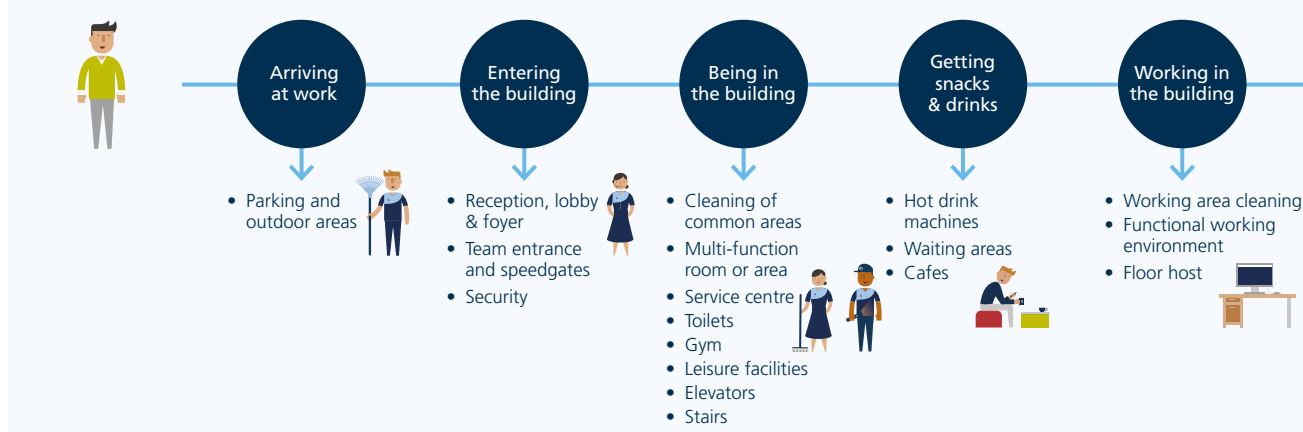 Arriving
at work
Entering
the building
Being in
the building
Getting
snacks
& drinks
Working in
the building
• Parking and
outdoor areas
• Reception, lobby
& foyer
• Team entrance
and speedgates
• Security
• Cleaning of
common areas
• Multi-function
room or area
• Service centre
• Toilets
• Gym
• Leisure facilities
• Elevators
• Stairs
• Hot drink
machines
• Waiting areas
• Cafes
• Working area cleaning
• Functional working
environment
• Floor host